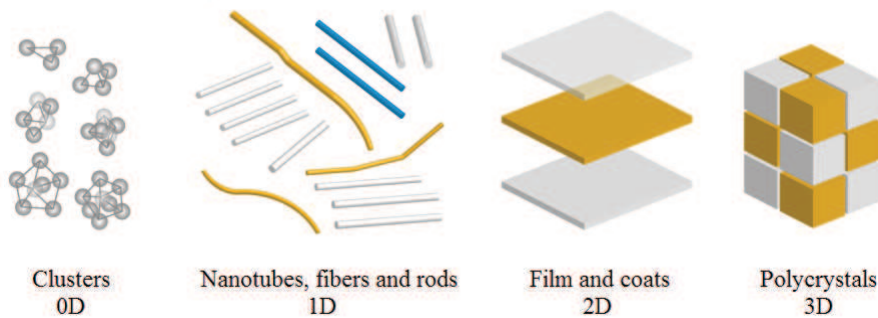 Clusters
0D
Nanotubes, fibers and rods
1D
Film and coats
2D
Polycrystals
3D